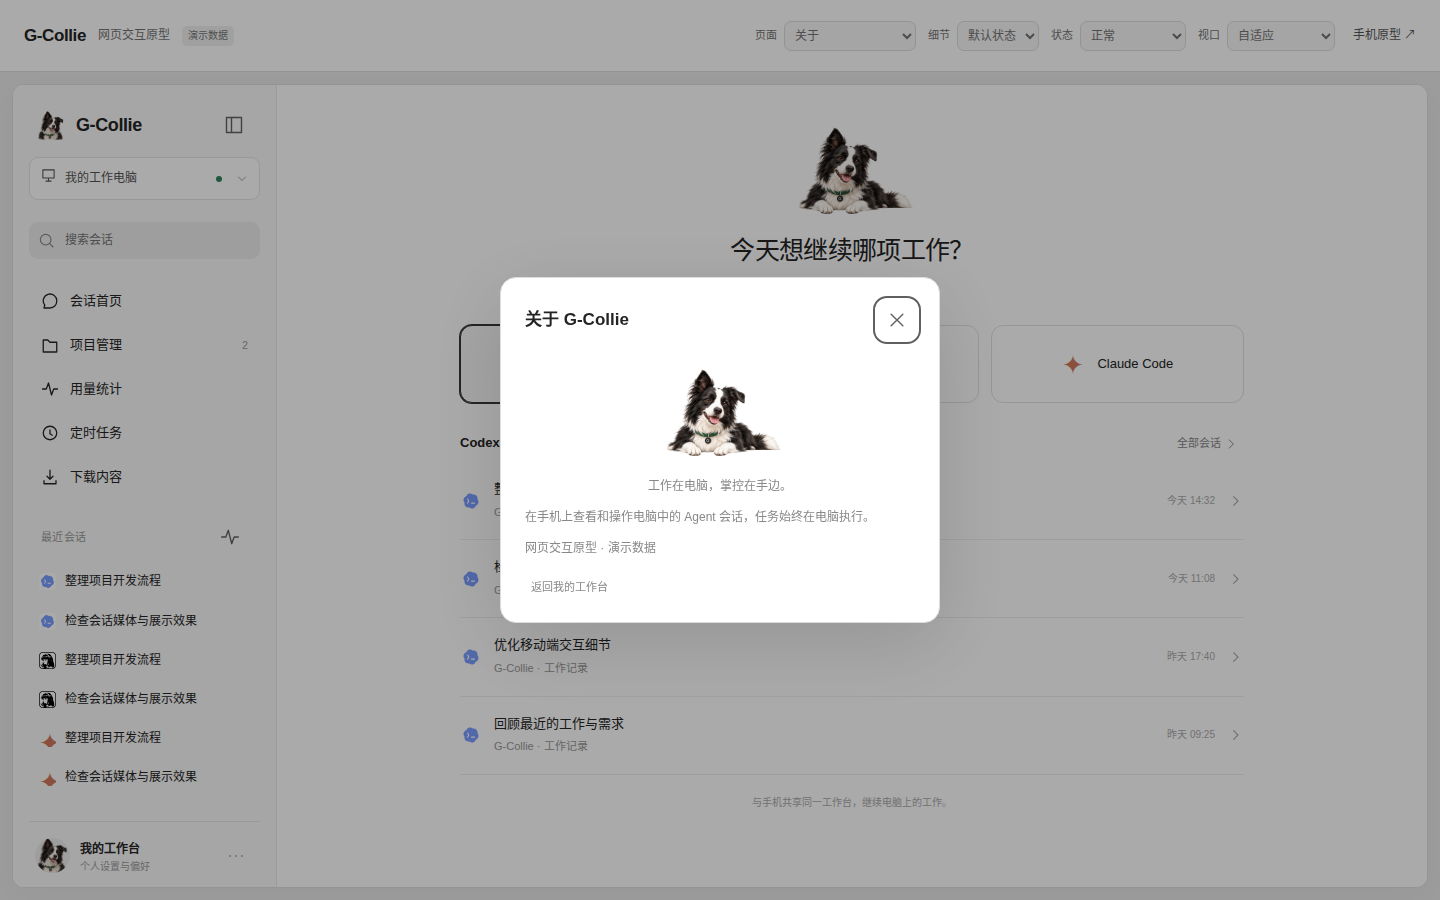 G-Collie 网页交互原型 演示数据
页面 关于 细节 默认状态 状态 正常 视口 自适应 手机原型 ↗
G-Collie
我的工作电脑
搜索会话
会话首页
项目管理 2
用量统计
定时任务
下载内容
最近会话
整理项目开发流程
检查会话媒体与展示效果
整理项目开发流程
检查会话媒体与展示效果
整理项目开发流程
检查会话媒体与展示效果
我的工作台
个人设置与偏好
今天想继续哪项工作？
Claude Code
Codex
全部会话
今天 14:32
今天 11:08
优化移动端交互细节
G-Collie · 工作记录
昨天 17:40
回顾最近的工作与需求
G-Collie · 工作记录
昨天 09:25
与手机共享同一工作台，继续电脑上的工作。
关于 G-Collie
工作在电脑，掌控在手边。
在手机上查看和操作电脑中的 Agent 会话，任务始终在电脑执行。
网页交互原型 · 演示数据
返回我的工作台